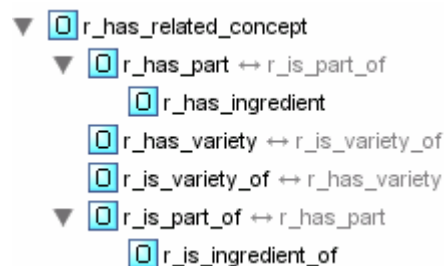 O r_has_related_concept
O r_has_part ↔ r_is_part_of
O r_has_ingredient
O r_has_variety ↔ r_is_variety_of
O r_is_variety_of ↔ r_has_variety
O r_is_part_of ↔ r_has_part
O r_is_ingredient_of